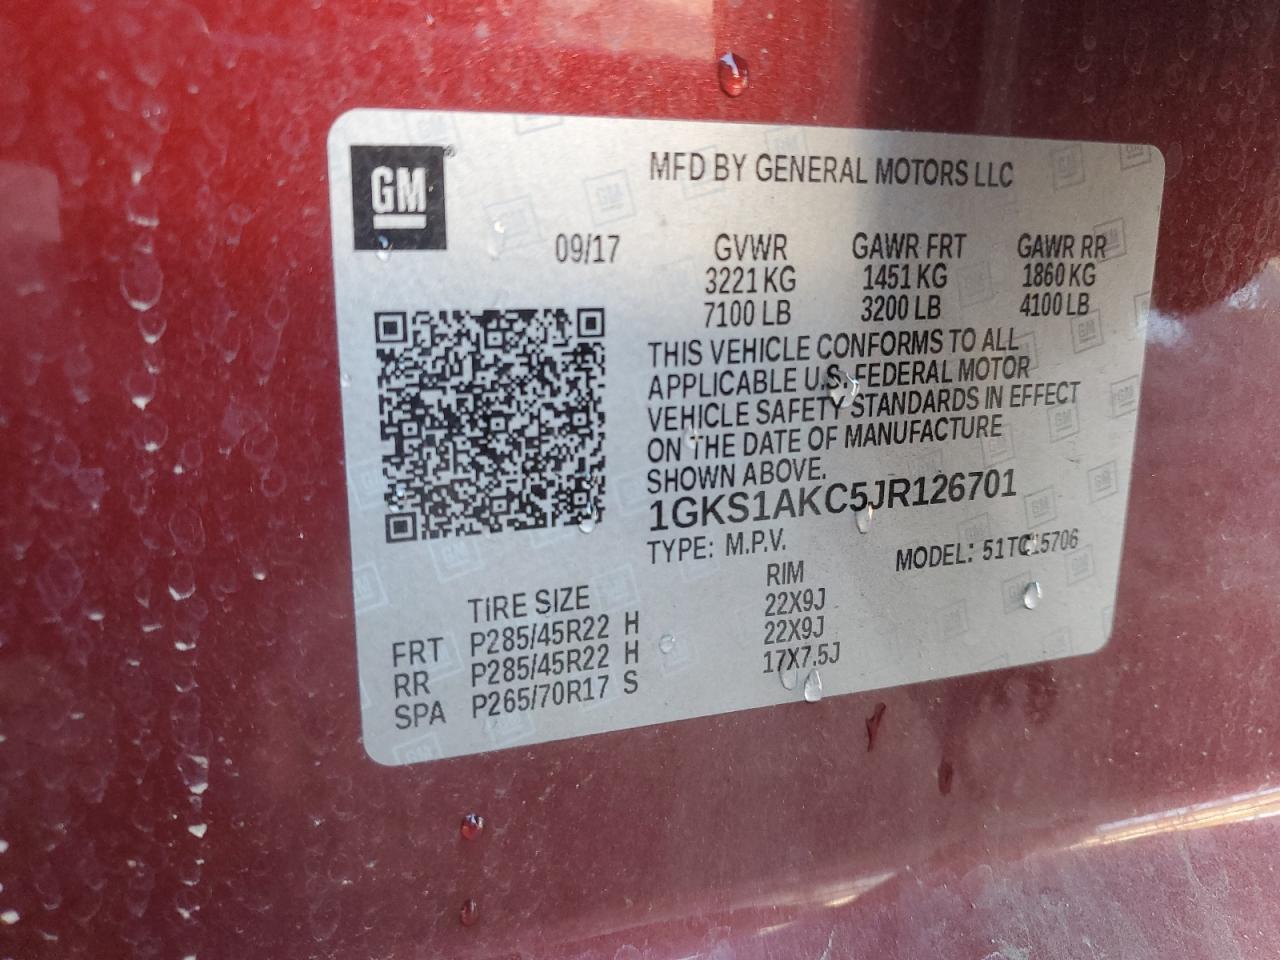 GM
MFD BY GENERAL MOTORS LLC
09/17 GVWR GAWR FRT GAWR RR
3221 KG 1451 KG 1860 KG
7100 LB 3200 LB 4100 LB
THIS VEHICLE CONFORMS TO ALL
APPLICABLE U.S. FEDERAL MOTOR
VEHICLE SAFETY STANDARDS IN EFFECT
ON THE DATE OF MANUFACTURE
SHOWN ABOVE.
1GKS1AKC5JR126701
TYPE: M.P.V. MODEL: 51TC15706
TIRE SIZE RIM
FRT P285/45R22 H 22X9J
RR P285/45R22 H 22X9J
SPA P265/70R17 S 17X7.5J